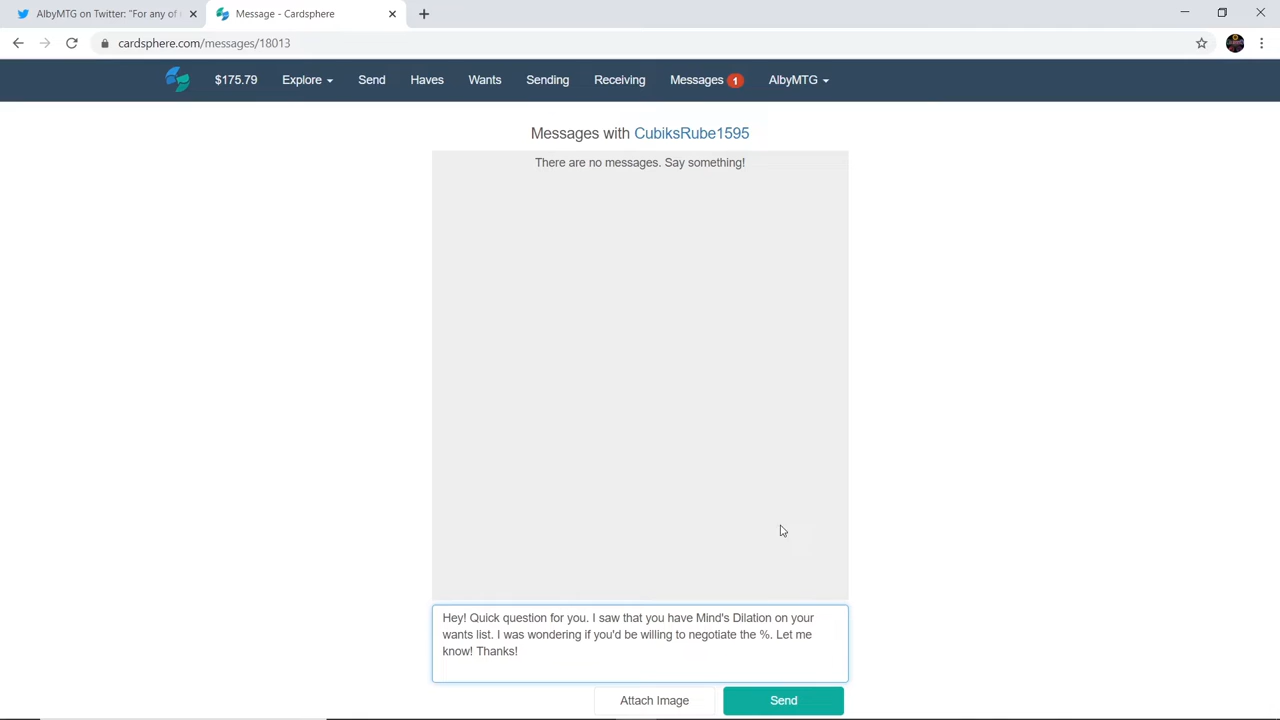 AlbyMTG on Twitter: "For any of
Message - Cardsphere
cardsphere.com/messages/18013
$175.79 Explore Send Haves Wants Sending Receiving Messages 1 AlbyMTG
Messages with CubiksRube1595
There are no messages. Say something!
Hey! Quick question for you. I saw that you have Mind's Dilation on your
wants list. I was wondering if you'd be willing to negotiate the %. Let me
know! Thanks!
Attach Image Send